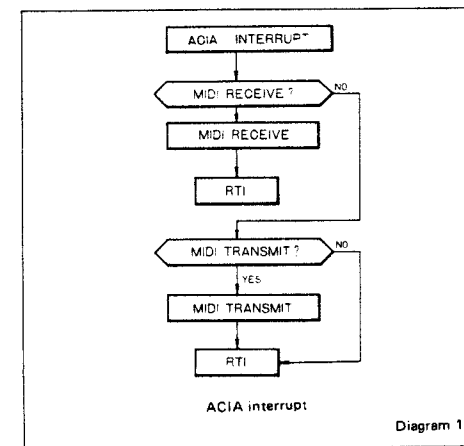 ACIA INTERRUPT
MIDI RECEIVE?
NO
MIDI RECEIVE
RTI
MIDI TRANSMIT?
NO
YES
MIDI TRANSMIT
RTI
ACIA interrupt
Diagram 1